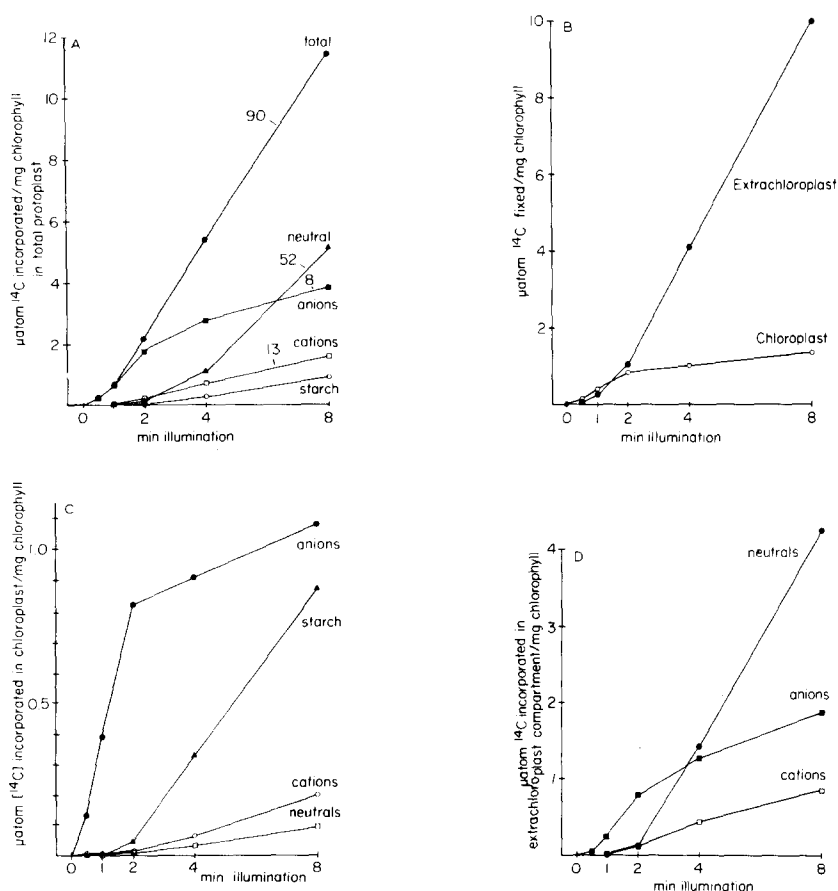 A
μatom ¹⁴C incorporated/mg chlorophyll
in total protoplast
12
10
8
6
4
2
total
90
neutral
52
8
anions
cations
13
starch
0 1 2 4 8
min illumination
B
μatom ¹⁴C fixed/mg chlorophyll
10
8
6
4
2
Extrachloroplast
Chloroplast
0 1 2 4 8
min illumination
C
μatom [¹⁴C] incorporated in chloroplast/mg chlorophyll
1.0
0.5
anions
starch
cations
neutrals
0 1 2 4 8
min illumination
D
μatom ¹⁴C incorporated in
extrachloroplast compartment/mg chlorophyll
4
3
2
1
neutrals
anions
cations
0 1 2 4 8
min illumination